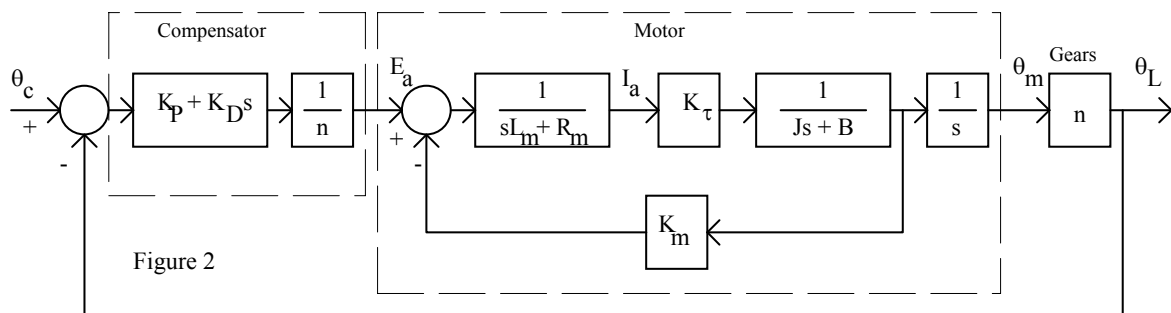 Compensator
Motor
Gears
θc
+
-
KP + KDs
1
n
Ea
+
-
1
sLm + Rm
Ia
Kτ
1
Js + B
1
s
θm
n
θL
Km
Figure 2